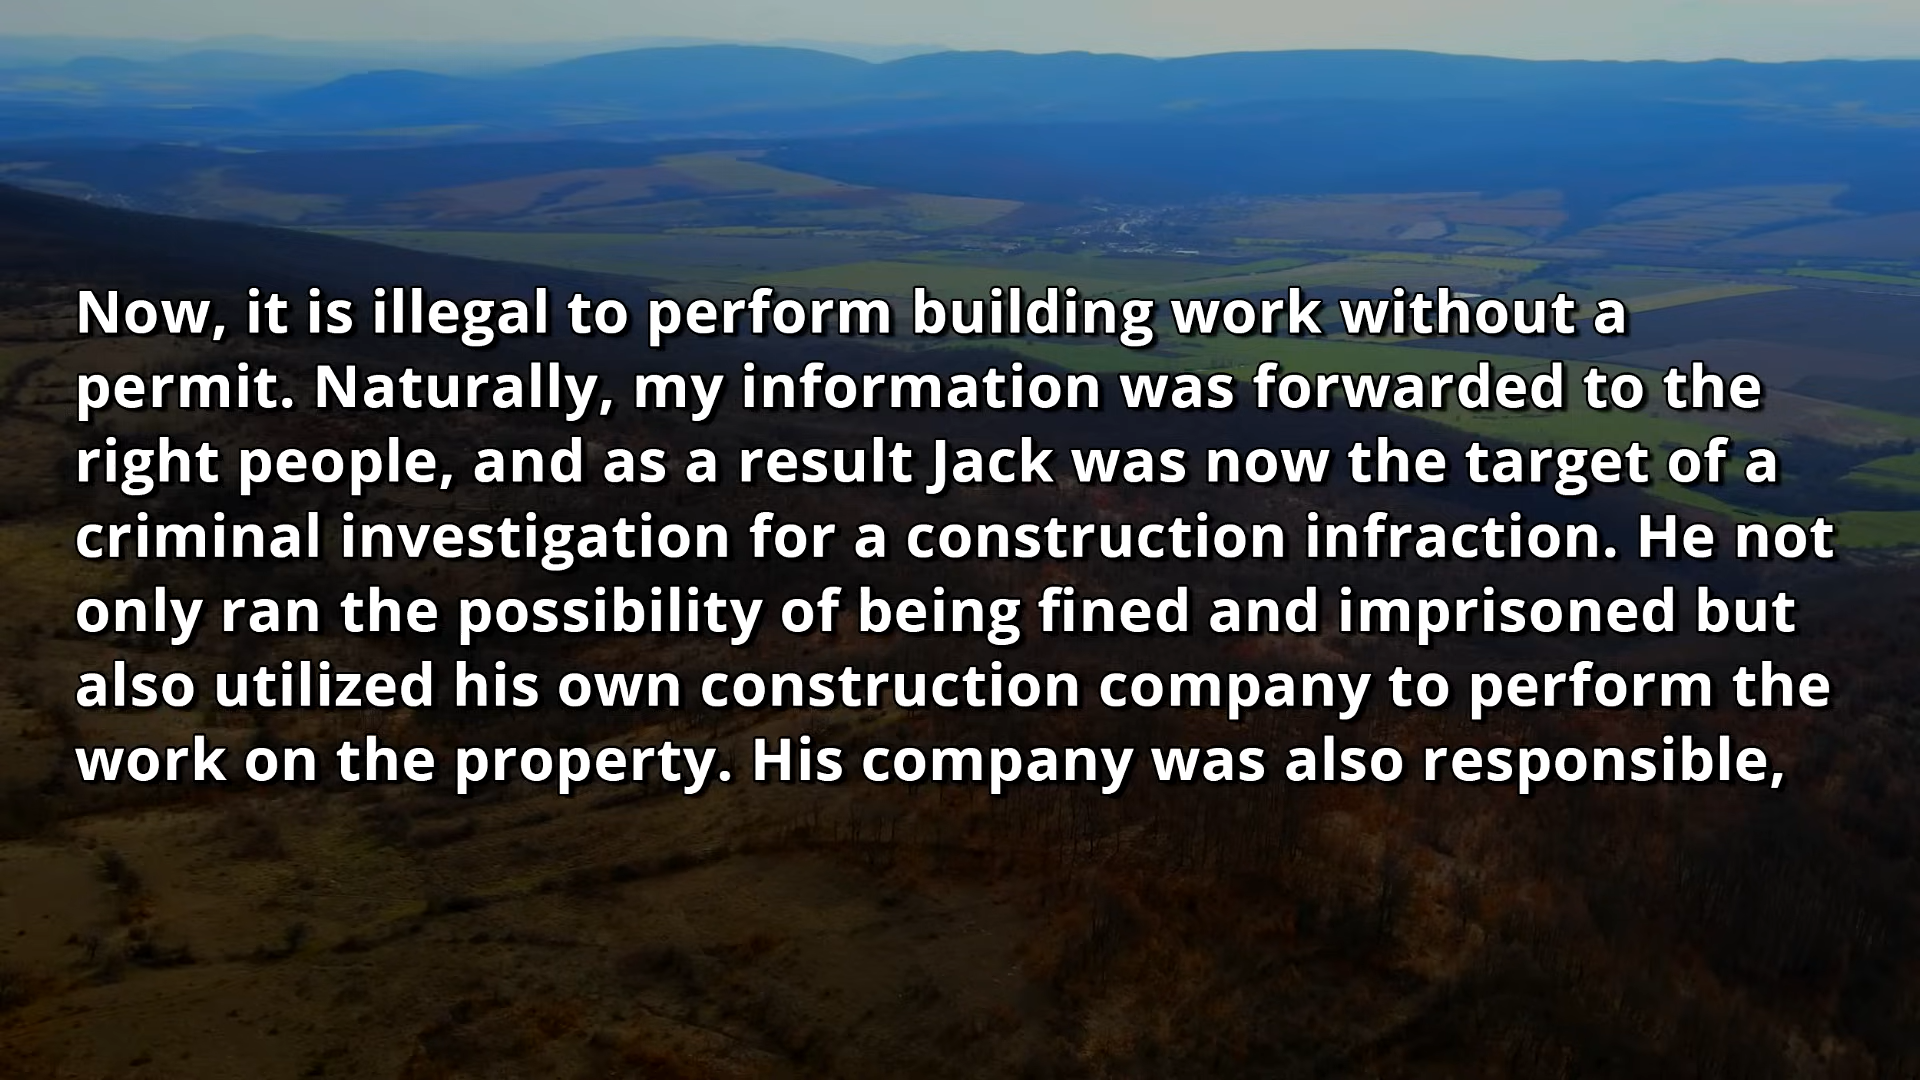 Now, it is illegal to perform building work without a
permit. Naturally, my information was forwarded to the
right people, and as a result Jack was now the target of a
criminal investigation for a construction infraction. He not
only ran the possibility of being fined and imprisoned but
also utilized his own construction company to perform the
work on the property. His company was also responsible,